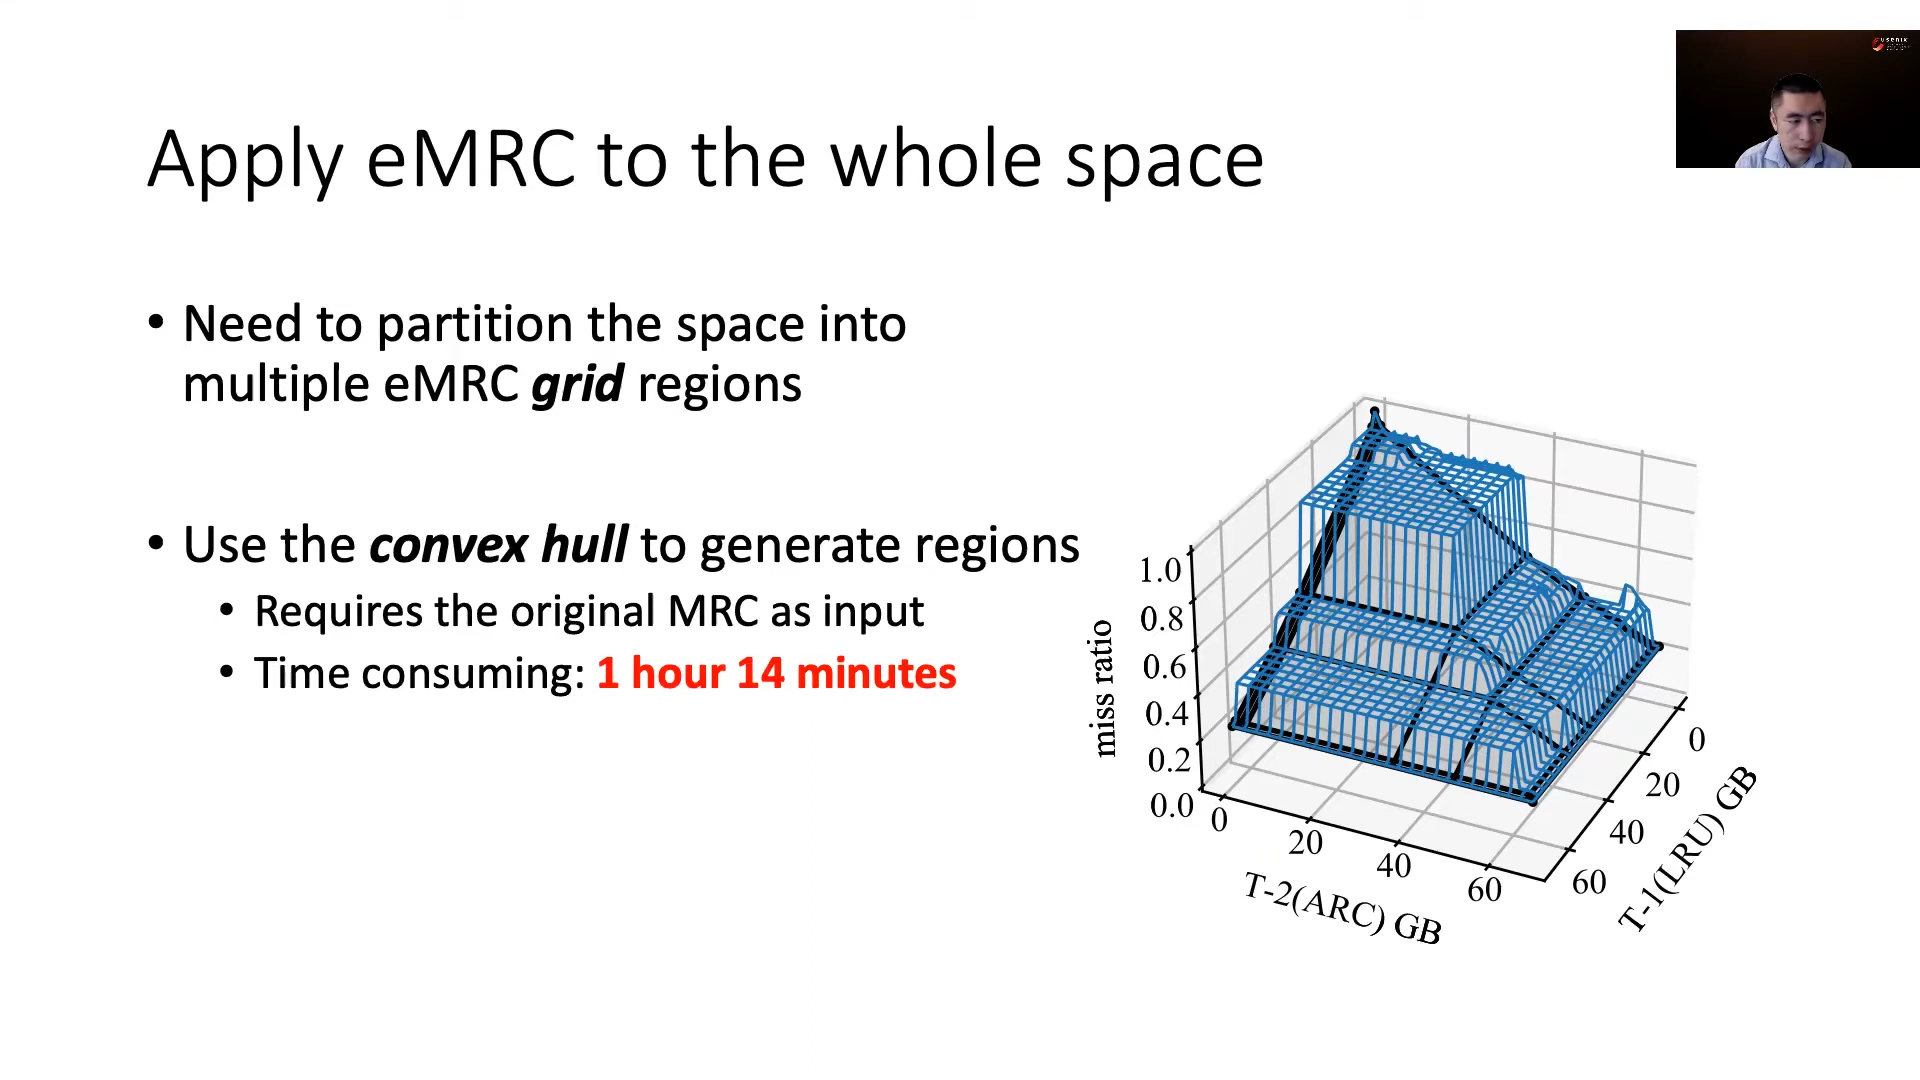 usenix
Apply eMRC to the whole space
• Need to partition the space into
multiple eMRC grid regions
• Use the convex hull to generate regions
• Requires the original MRC as input
• Time consuming: 1 hour 14 minutes
1.0
0.8
0.6
0.4
0.2
0.0
miss ratio
0
20
40
60
T-2(ARC) GB
0
20
40
60
T-1(LRU) GB